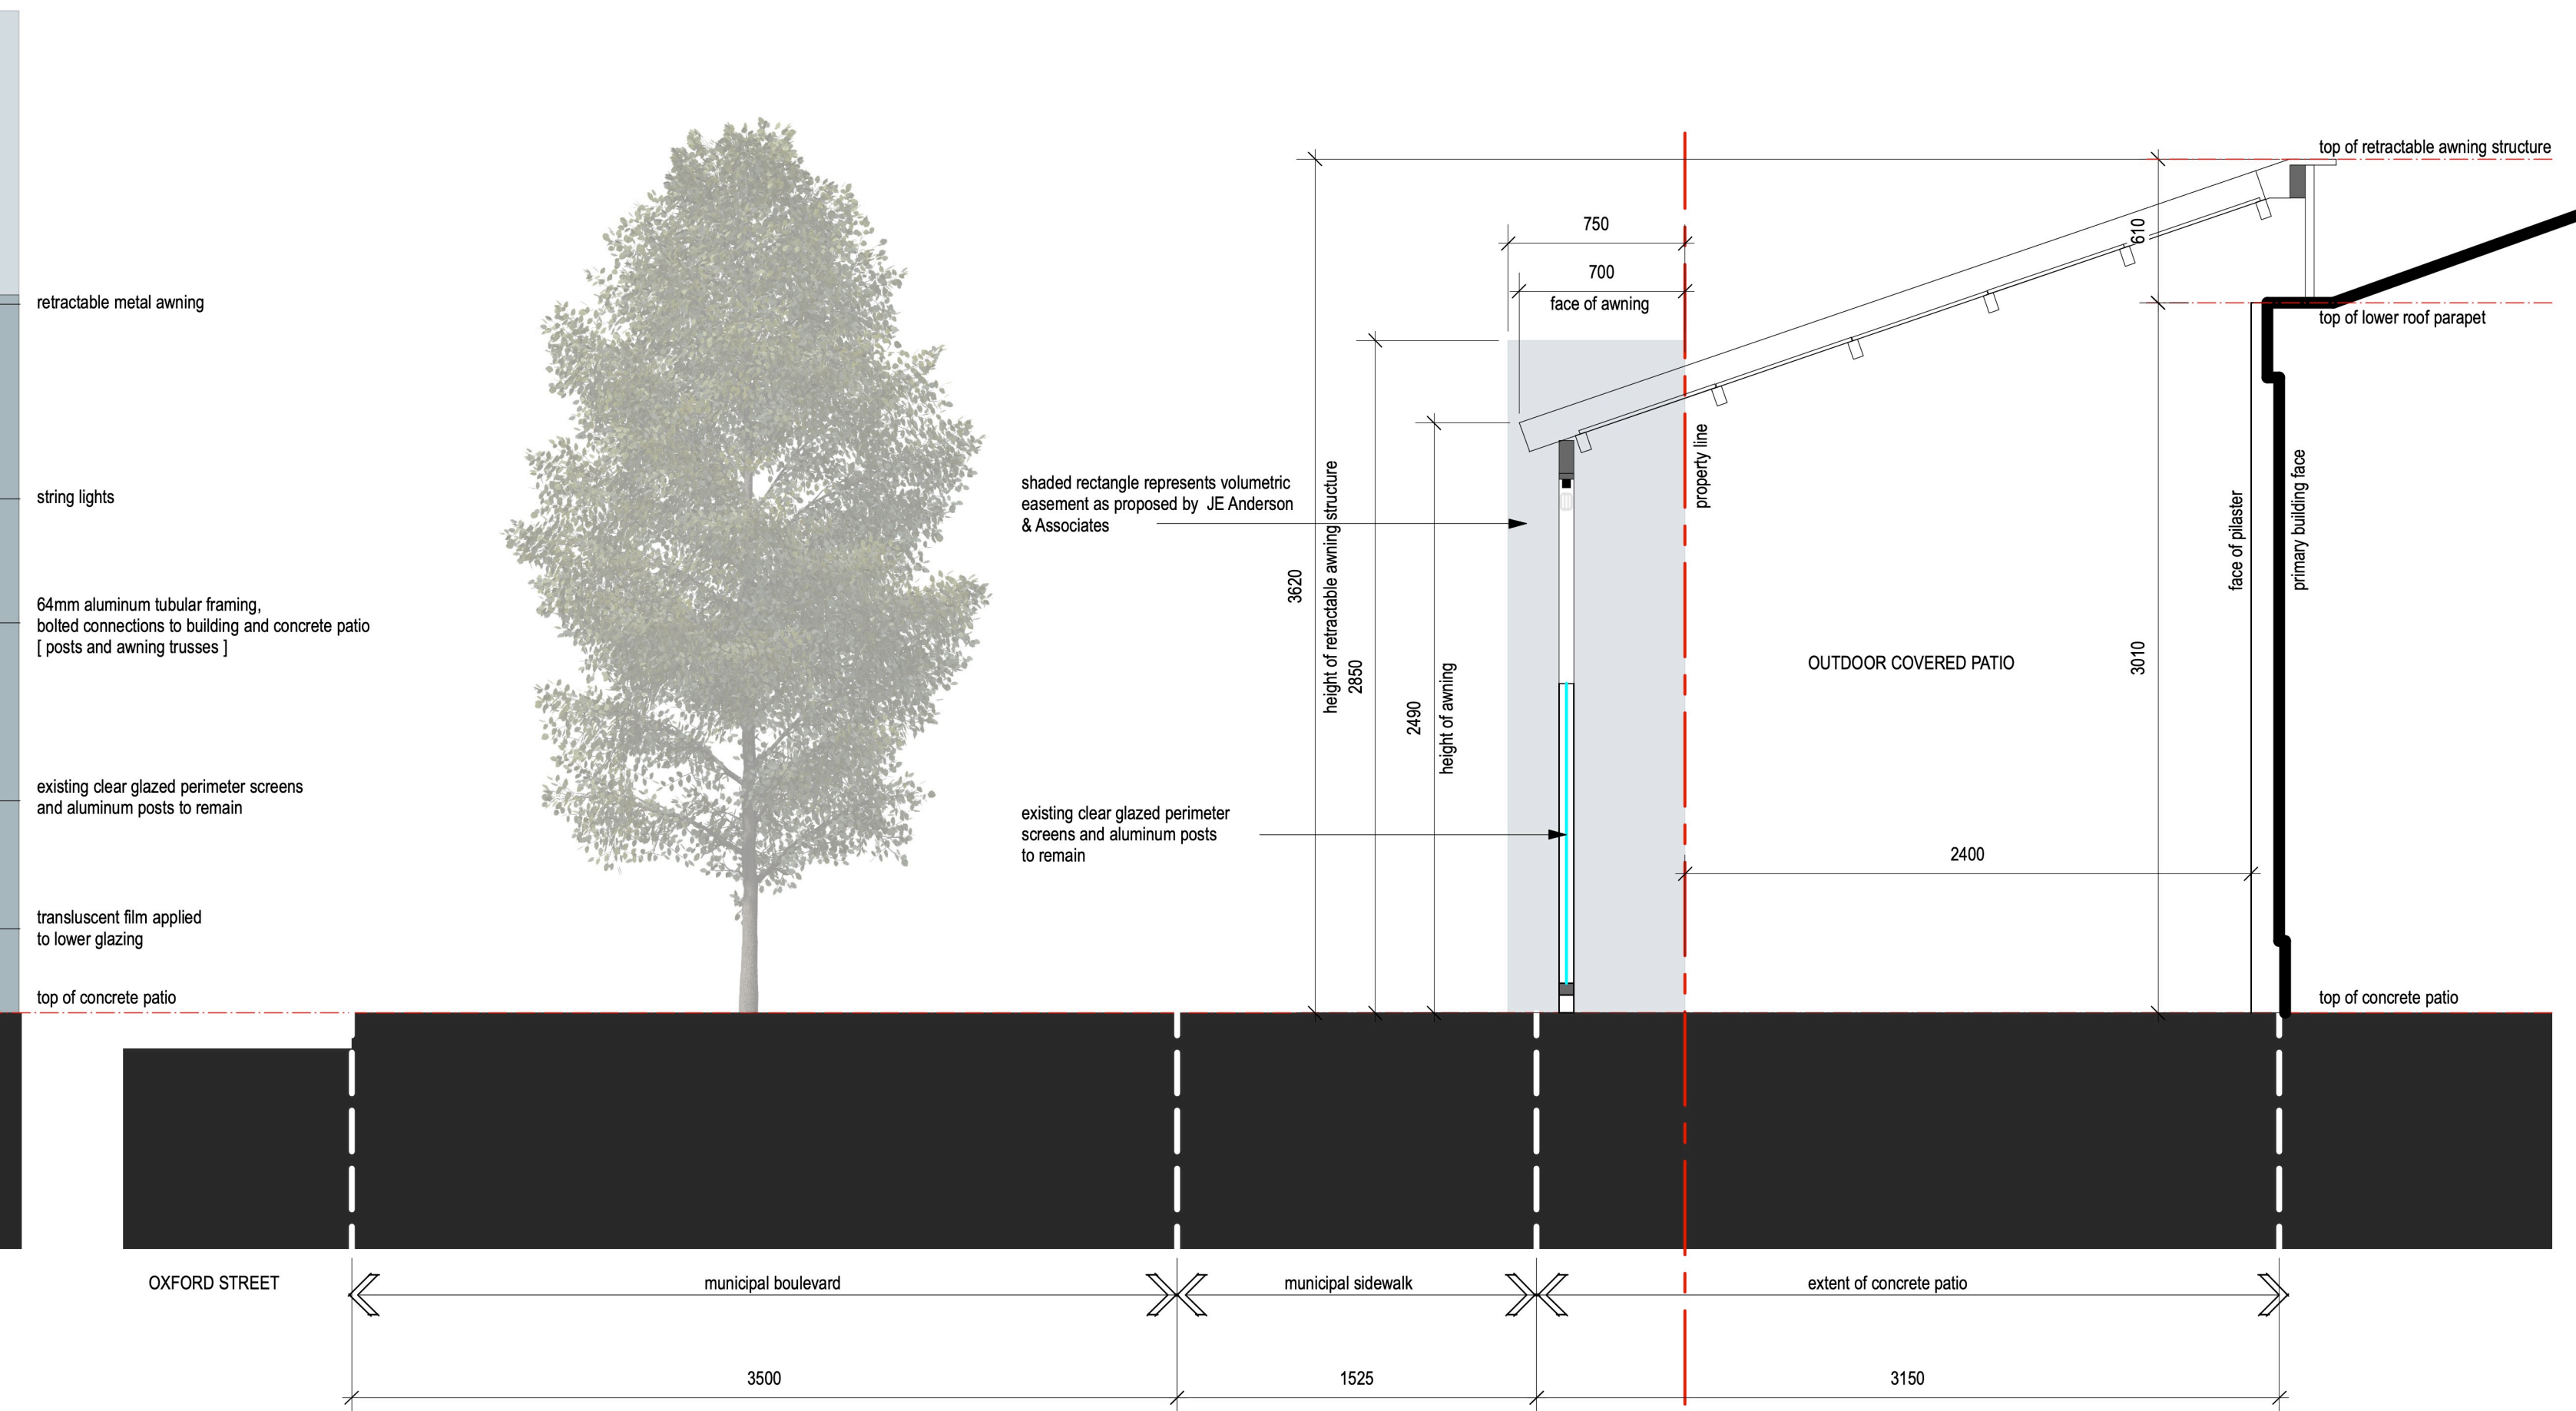 retractable metal awning
string lights
64mm aluminum tubular framing,
bolted connections to building and concrete patio
[ posts and awning trusses ]
existing clear glazed perimeter screens
and aluminum posts to remain
transluscent film applied
to lower glazing
top of concrete patio
shaded rectangle represents volumetric
easement as proposed by JE Anderson
& Associates
existing clear glazed perimeter
screens and aluminum posts
to remain
3620
height of retractable awning structure
2850
2490
height of awning
750
700
face of awning
property line
OUTDOOR COVERED PATIO
2400
610
3010
face of pilaster
primary building face
top of retractable awning structure
top of lower roof parapet
top of concrete patio
OXFORD STREET
municipal boulevard
municipal sidewalk
extent of concrete patio
3500
1525
3150